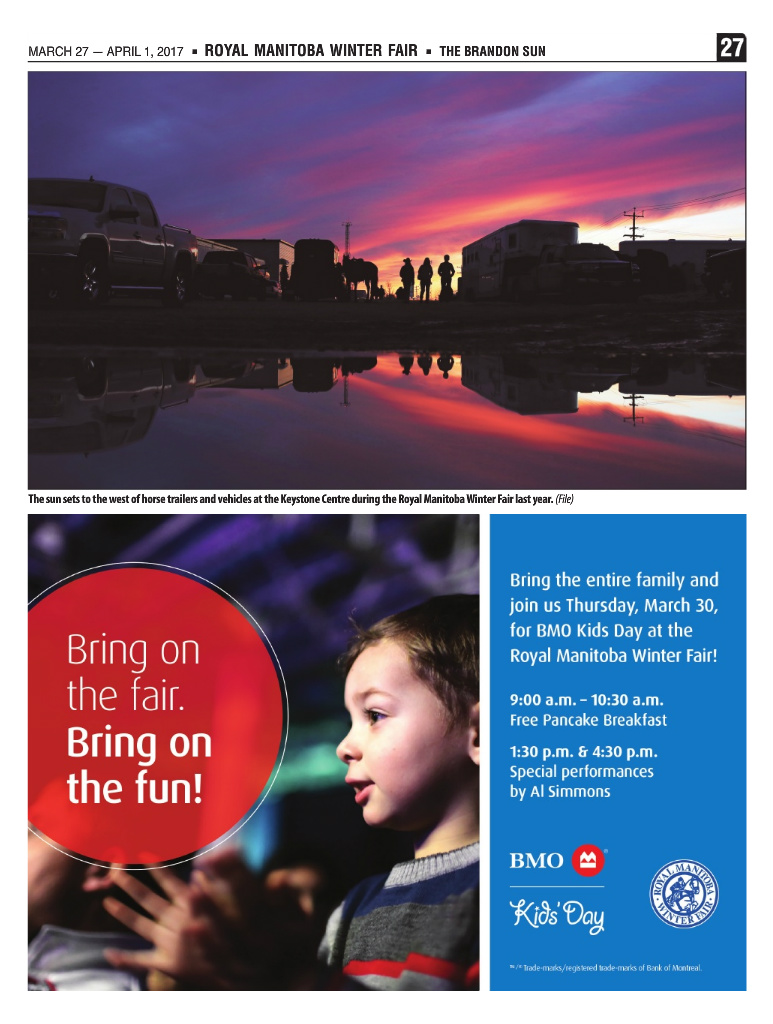 MARCH 27 — APRIL 1, 2017 ▪ ROYAL MANITOBA WINTER FAIR ▪ THE BRANDON SUN
27
The sun sets to the west of horse trailers and vehicles at the Keystone Centre during the Royal Manitoba Winter Fair last year. (File)
Bring on
the fair.
Bring on
the fun!
Bring the entire family and
join us Thursday, March 30,
for BMO Kids Day at the
Royal Manitoba Winter Fair!
9:00 a.m. – 10:30 a.m.
Free Pancake Breakfast
1:30 p.m. & 4:30 p.m.
Special performances
by Al Simmons
BMO ®
Kids' Day
ROYAL MANITOBA
WINTER FAIR
™/® Trade-marks/registered trade-marks of Bank of Montreal.